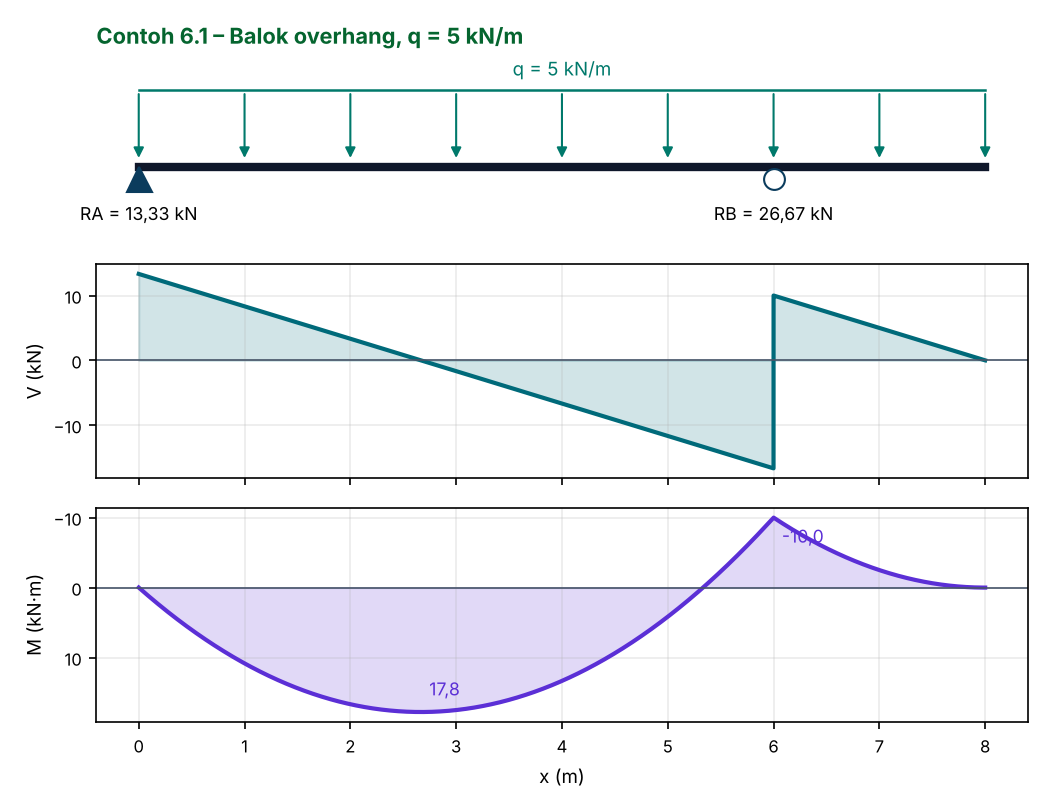 Contoh 6.1 – Balok overhang, q = 5 kN/m
q = 5 kN/m
RA = 13,33 kN
RB = 26,67 kN
10
0
−10
V (kN)
−10
0
10
M (kN·m)
-10,0
17,8
0 1 2 3 4 5 6 7 8
x (m)